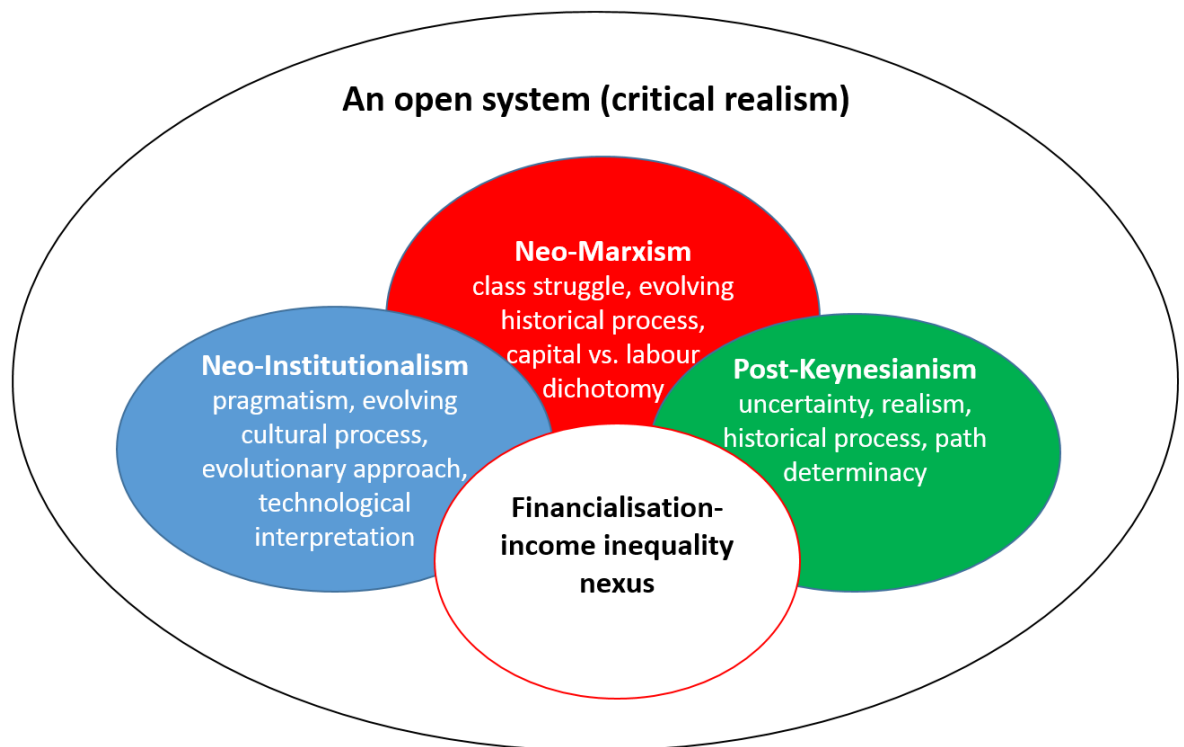 An open system (critical realism)
Neo-Marxism
class struggle, evolving
historical process,
capital vs. labour
dichotomy
Neo-Institutionalism
pragmatism, evolving
cultural process,
evolutionary approach,
technological
interpretation
Post-Keynesianism
uncertainty, realism,
historical process, path
determinacy
Financialisation-
income inequality
nexus